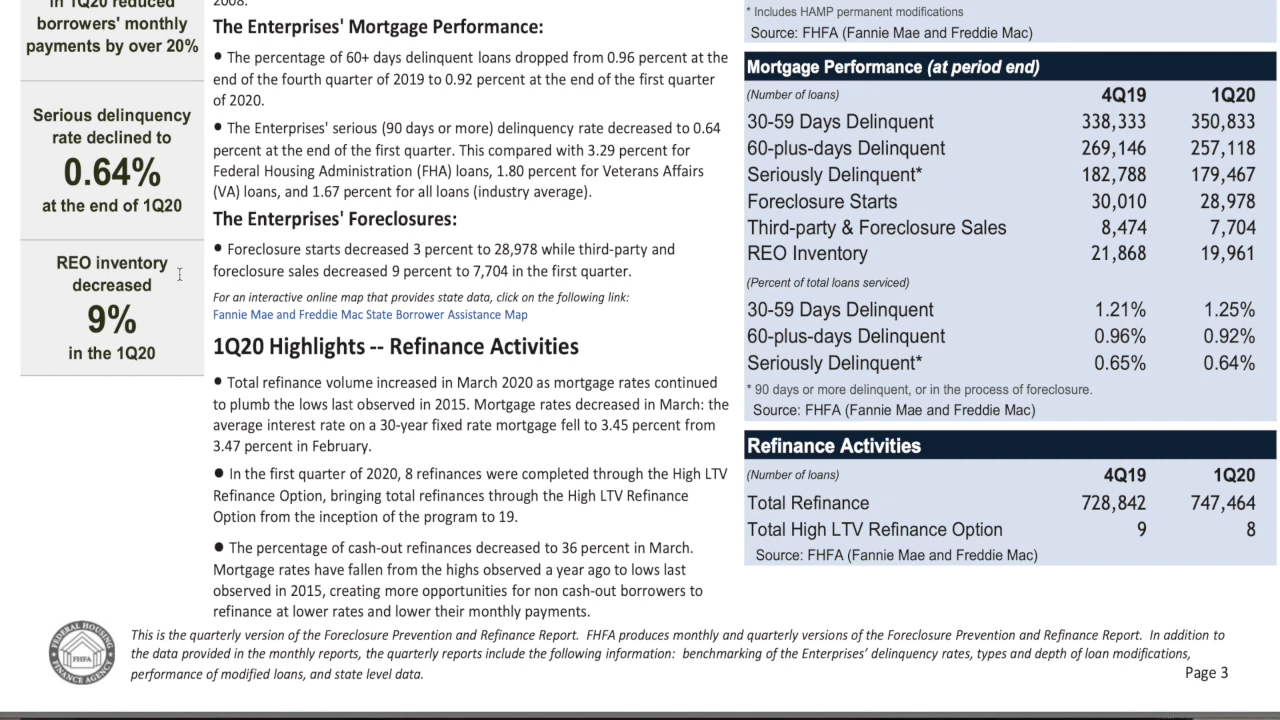 in 1Q20 reduced
borrowers' monthly
payments by over 20%
Serious delinquency
rate declined to
0.64%
at the end of 1Q20
REO inventory
decreased
9%
in the 1Q20
2008.
The Enterprises' Mortgage Performance:
● The percentage of 60+ days delinquent loans dropped from 0.96 percent at the
end of the fourth quarter of 2019 to 0.92 percent at the end of the first quarter
of 2020.
● The Enterprises' serious (90 days or more) delinquency rate decreased to 0.64
percent at the end of the first quarter. This compared with 3.29 percent for
Federal Housing Administration (FHA) loans, 1.80 percent for Veterans Affairs
(VA) loans, and 1.67 percent for all loans (industry average).
The Enterprises' Foreclosures:
● Foreclosure starts decreased 3 percent to 28,978 while third-party and
foreclosure sales decreased 9 percent to 7,704 in the first quarter.
For an interactive online map that provides state data, click on the following link:
Fannie Mae and Freddie Mac State Borrower Assistance Map
1Q20 Highlights -- Refinance Activities
● Total refinance volume increased in March 2020 as mortgage rates continued
to plumb the lows last observed in 2015. Mortgage rates decreased in March: the
average interest rate on a 30-year fixed rate mortgage fell to 3.45 percent from
3.47 percent in February.
● In the first quarter of 2020, 8 refinances were completed through the High LTV
Refinance Option, bringing total refinances through the High LTV Refinance
Option from the inception of the program to 19.
● The percentage of cash-out refinances decreased to 36 percent in March.
Mortgage rates have fallen from the highs observed a year ago to lows last
observed in 2015, creating more opportunities for non cash-out borrowers to
refinance at lower rates and lower their monthly payments.
* Includes HAMP permanent modifications
Source: FHFA (Fannie Mae and Freddie Mac)
Mortgage Performance (at period end)
(Number of loans) 4Q19 1Q20
30-59 Days Delinquent 338,333 350,833
60-plus-days Delinquent 269,146 257,118
Seriously Delinquent* 182,788 179,467
Foreclosure Starts 30,010 28,978
Third-party & Foreclosure Sales 8,474 7,704
REO Inventory 21,868 19,961
(Percent of total loans serviced)
30-59 Days Delinquent 1.21% 1.25%
60-plus-days Delinquent 0.96% 0.92%
Seriously Delinquent* 0.65% 0.64%
* 90 days or more delinquent, or in the process of foreclosure.
Source: FHFA (Fannie Mae and Freddie Mac)
Refinance Activities
(Number of loans) 4Q19 1Q20
Total Refinance 728,842 747,464
Total High LTV Refinance Option 9 8
Source: FHFA (Fannie Mae and Freddie Mac)
FEDERAL HOUSING FINANCE AGENCY
FHFA
This is the quarterly version of the Foreclosure Prevention and Refinance Report. FHFA produces monthly and quarterly versions of the Foreclosure Prevention and Refinance Report. In addition to
the data provided in the monthly reports, the quarterly reports include the following information: benchmarking of the Enterprises' delinquency rates, types and depth of loan modifications,
performance of modified loans, and state level data.
Page 3